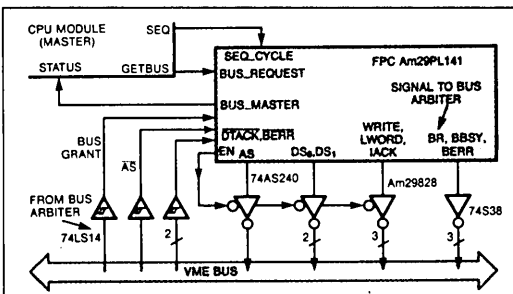 CPU MODULE
(MASTER)
SEQ
STATUS
GETBUS
SEQ_CYCLE
BUS_REQUEST
FPC Am29PL141
BUS_MASTER
SIGNAL TO BUS
ARBITER
DTACK, BERR
EN AS
DS0, DS1
WRITE,
LWORD,
IACK
BR, BBSY,
BERR
BUS
GRANT
AS
FROM BUS
ARBITER
74LS14
74AS240
Am29828
74S38
2
2
3
3
VME BUS